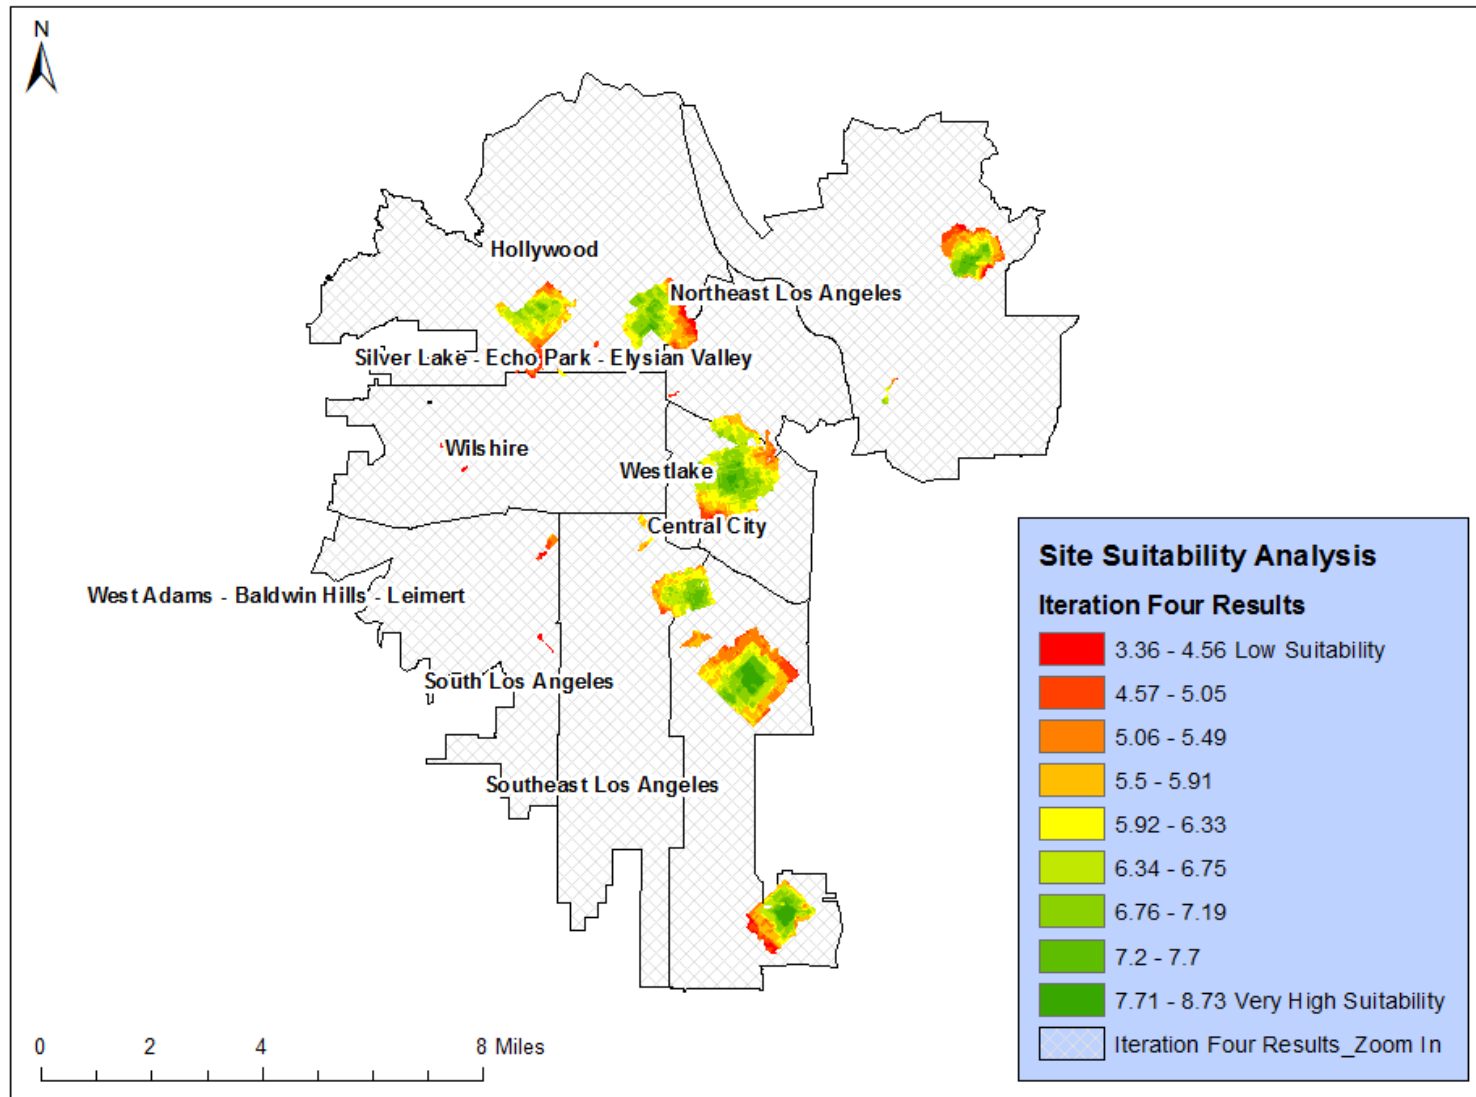 N
Hollywood
Northeast Los Angeles
Silver Lake - Echo Park - Elysian Valley
Wilshire
Westlake
Central City
West Adams - Baldwin Hills - Leimert
South Los Angeles
Southeast Los Angeles
Site Suitability Analysis
Iteration Four Results
3.36 - 4.56 Low Suitability
4.57 - 5.05
5.06 - 5.49
5.5 - 5.91
5.92 - 6.33
6.34 - 6.75
6.76 - 7.19
7.2 - 7.7
7.71 - 8.73 Very High Suitability
Iteration Four Results_Zoom In
0 2 4 8 Miles